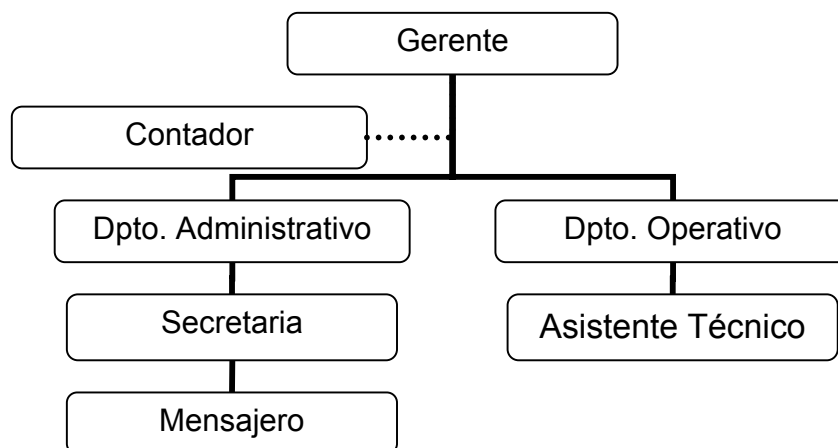 Gerente
Contador
Dpto. Administrativo
Dpto. Operativo
Secretaria
Asistente Técnico
Mensajero